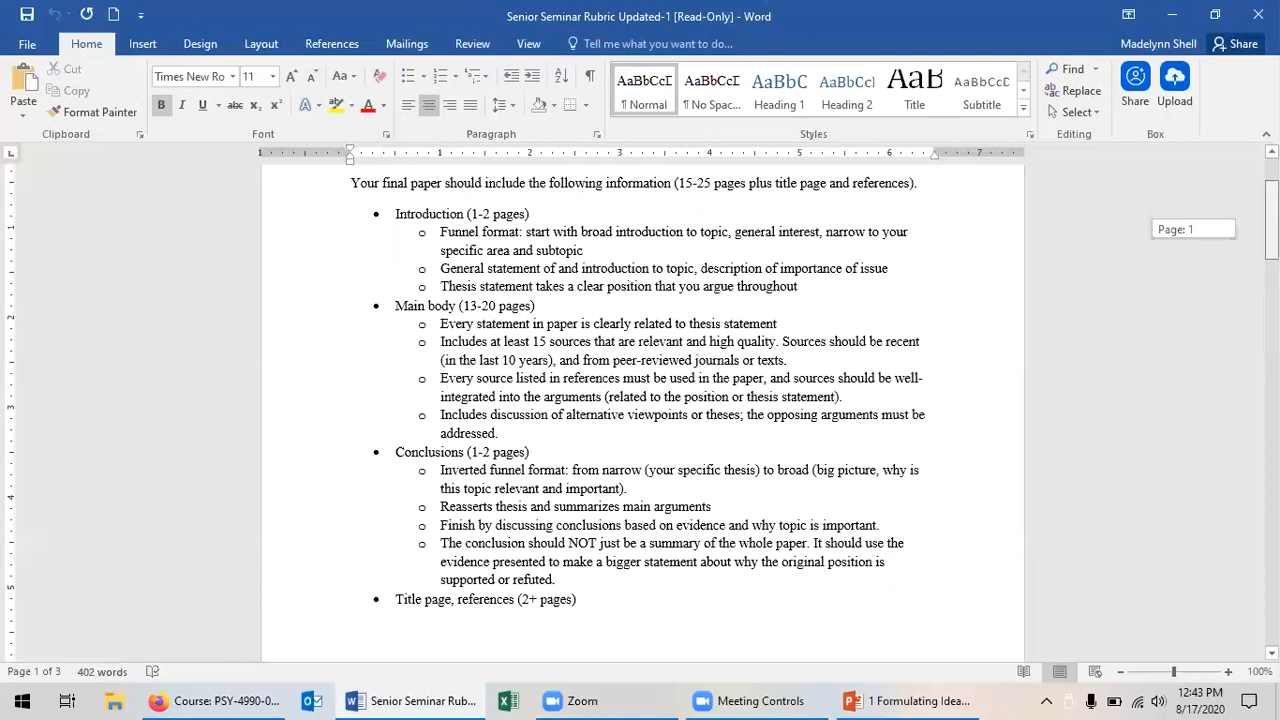 Senior Seminar Rubric Updated-1 [Read-Only] - Word
File Home Insert Design Layout References Mailings Review View Tell me what you want to do... Madelynn Shell Share
Paste
Cut
Copy
Format Painter
Clipboard
Times New Ro 11
Font
Paragraph
AaBbCcD ¶ Normal
AaBbCcD ¶ No Spac...
AaBbC Heading 1
AaBbCcD Heading 2
AaB Title
AaBbCcD Subtitle
Styles
Find
Replace
Select
Editing
Share Upload
Box
1 1 2 3 4 5 6 7
Your final paper should include the following information (15-25 pages plus title page and references).
Page: 1
• Introduction (1-2 pages)
o Funnel format: start with broad introduction to topic, general interest, narrow to your
specific area and subtopic
o General statement of and introduction to topic, description of importance of issue
o Thesis statement takes a clear position that you argue throughout
• Main body (13-20 pages)
o Every statement in paper is clearly related to thesis statement
o Includes at least 15 sources that are relevant and high quality. Sources should be recent
(in the last 10 years), and from peer-reviewed journals or texts.
o Every source listed in references must be used in the paper, and sources should be well-
integrated into the arguments (related to the position or thesis statement).
o Includes discussion of alternative viewpoints or theses; the opposing arguments must be
addressed.
• Conclusions (1-2 pages)
o Inverted funnel format: from narrow (your specific thesis) to broad (big picture, why is
this topic relevant and important).
o Reasserts thesis and summarizes main arguments
o Finish by discussing conclusions based on evidence and why topic is important.
o The conclusion should NOT just be a summary of the whole paper. It should use the
evidence presented to make a bigger statement about why the original position is
supported or refuted.
• Title page, references (2+ pages)
Page 1 of 3 402 words 100%
Course: PSY-4990-0... Senior Seminar Rub... Zoom Meeting Controls 1 Formulating Idea...
12:43 PM
8/17/2020